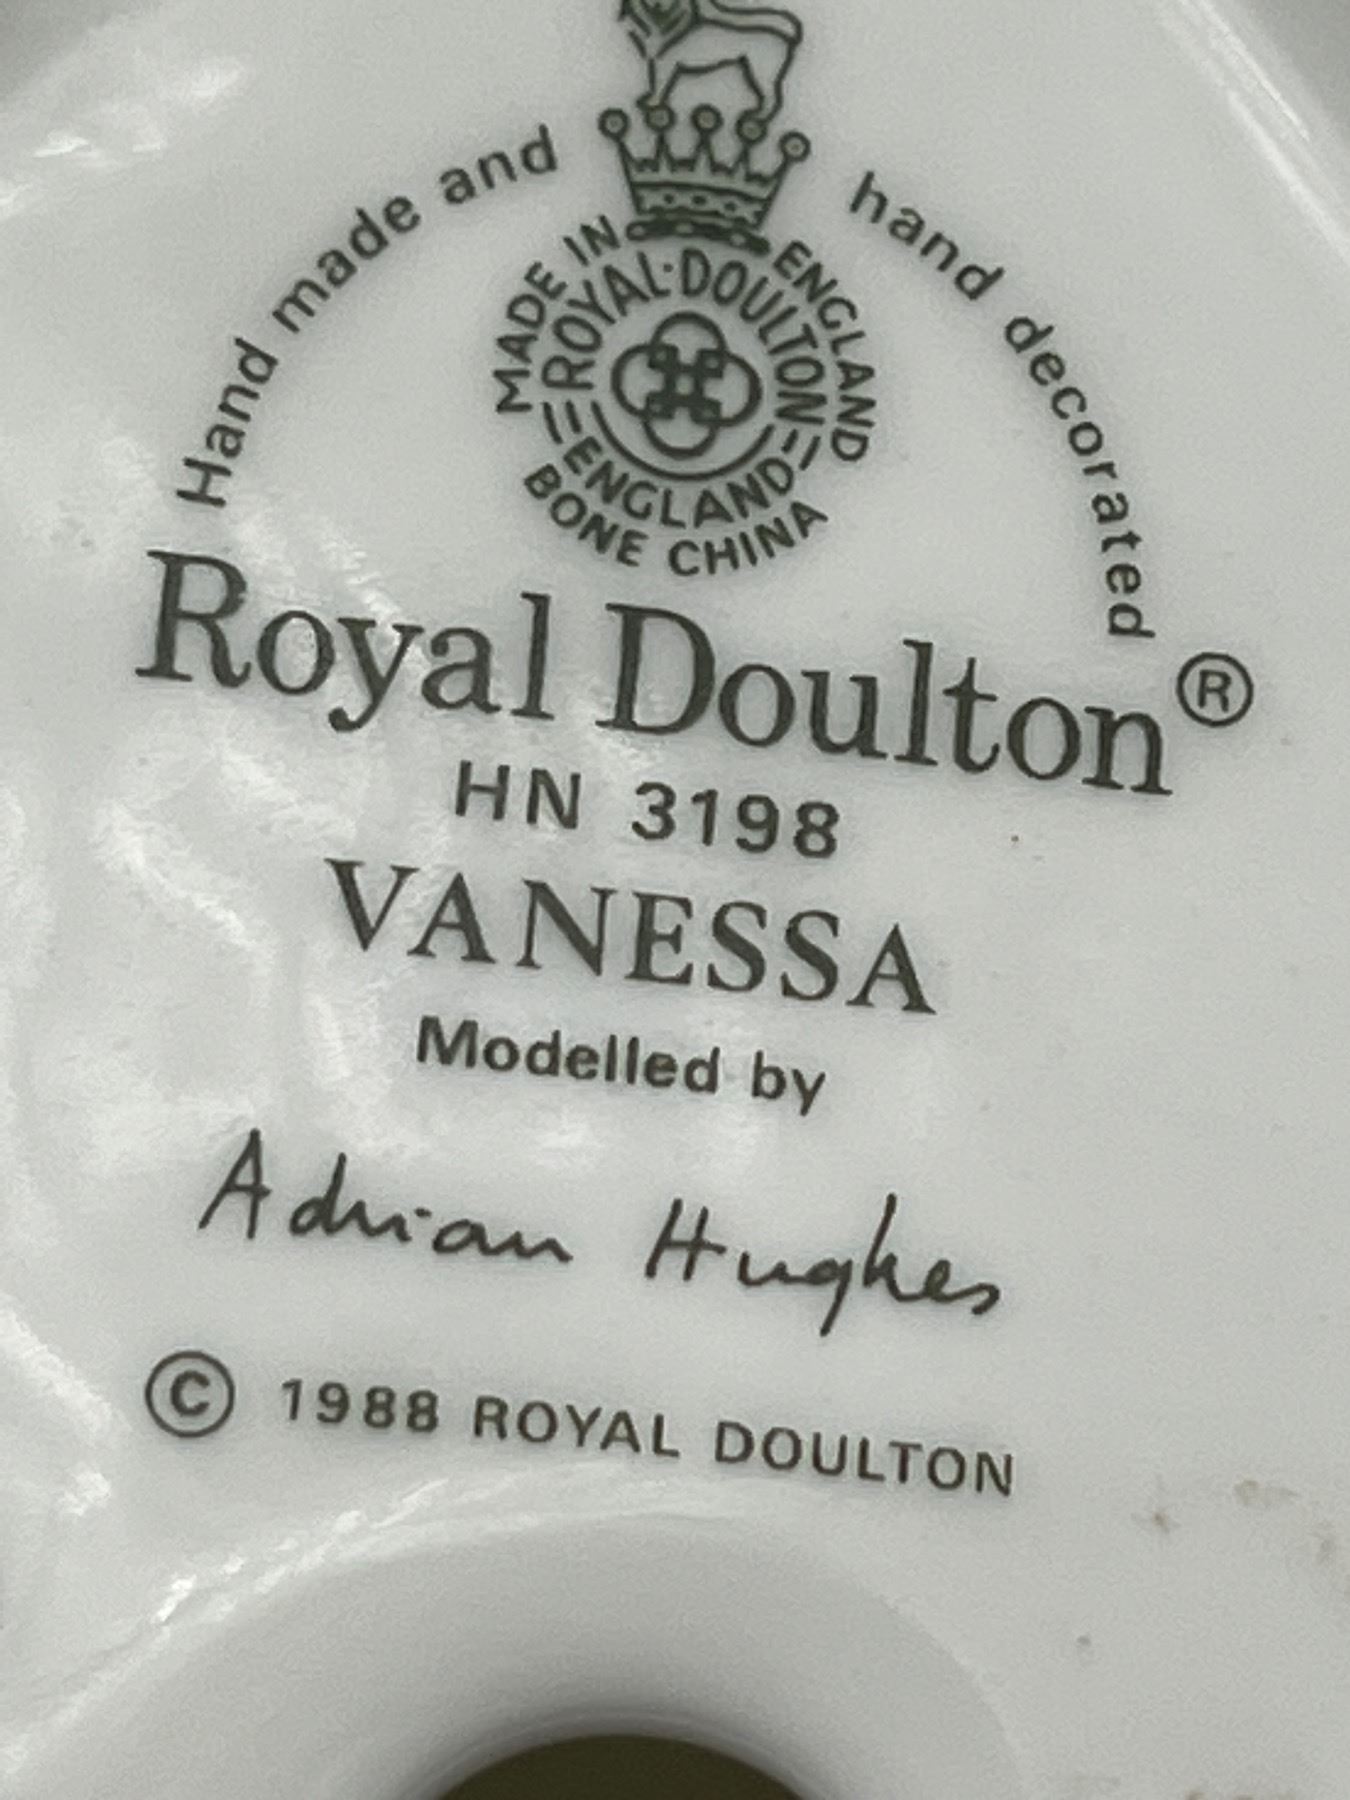 Hand made and hand decorated
MADE IN ENGLAND
ROYAL·DOULTON
ENGLAND
BONE CHINA
Royal Doulton®
HN 3198
VANESSA
Modelled by
Adrian Hughes
© 1988 ROYAL DOULTON